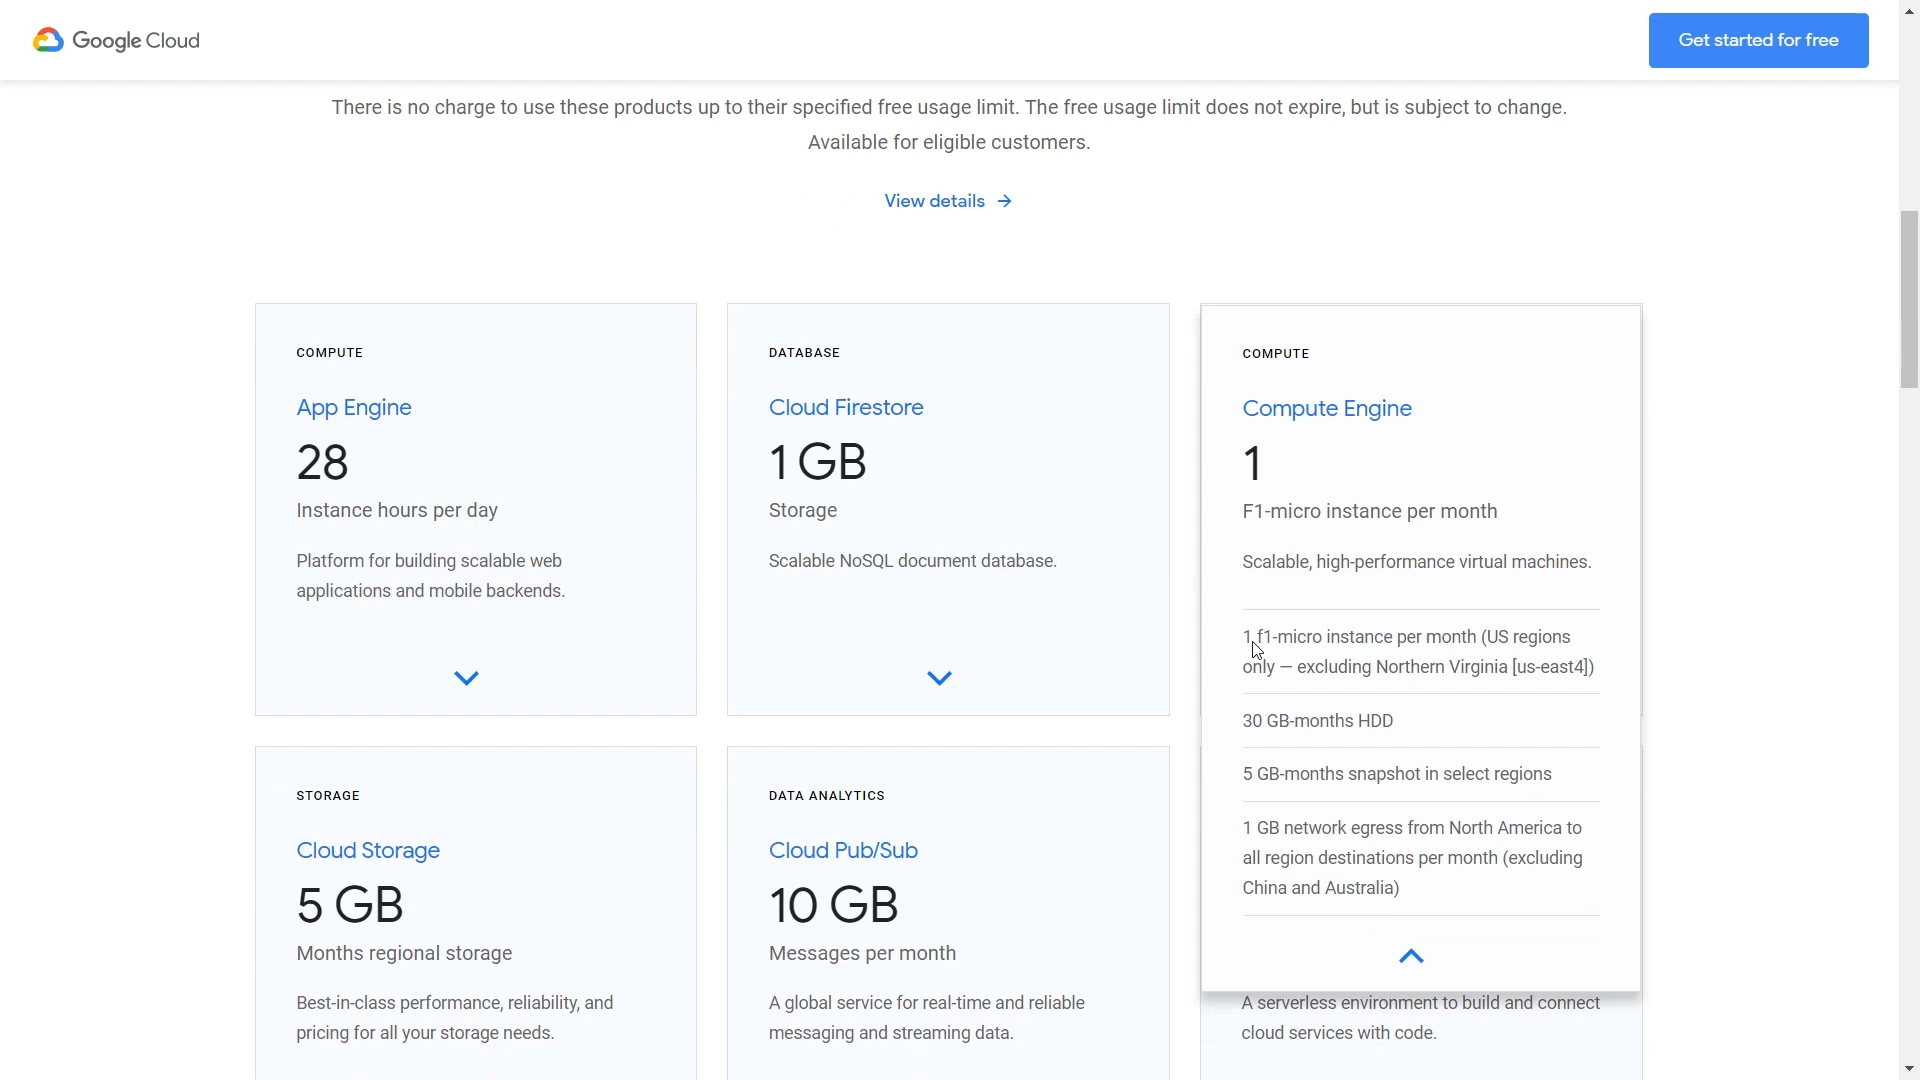 Google Cloud
Get started for free
There is no charge to use these products up to their specified free usage limit. The free usage limit does not expire, but is subject to change.
Available for eligible customers.
View details
COMPUTE
App Engine
28
Instance hours per day
Platform for building scalable web
applications and mobile backends.
DATABASE
Cloud Firestore
1 GB
Storage
Scalable NoSQL document database.
COMPUTE
Compute Engine
1
F1-micro instance per month
Scalable, high-performance virtual machines.
1 f1-micro instance per month (US regions
only — excluding Northern Virginia [us-east4])
30 GB-months HDD
5 GB-months snapshot in select regions
1 GB network egress from North America to
all region destinations per month (excluding
China and Australia)
STORAGE
Cloud Storage
5 GB
Months regional storage
Best-in-class performance, reliability, and
pricing for all your storage needs.
DATA ANALYTICS
Cloud Pub/Sub
10 GB
Messages per month
A global service for real-time and reliable
messaging and streaming data.
A serverless environment to build and connect
cloud services with code.